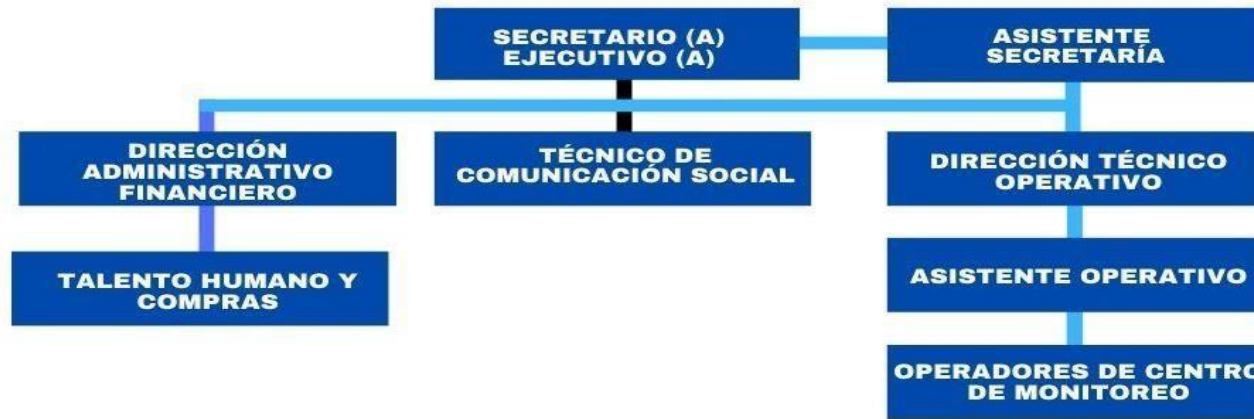 SECRETARIO (A)
EJECUTIVO (A)
ASISTENTE
SECRETARÍA
DIRECCIÓN
ADMINISTRATIVO
FINANCIERO
TÉCNICO DE
COMUNICACIÓN SOCIAL
DIRECCIÓN TÉCNICO
OPERATIVO
TALENTO HUMANO Y
COMPRAS
ASISTENTE OPERATIVO
OPERADORES DE CENTRO
DE MONITOREO